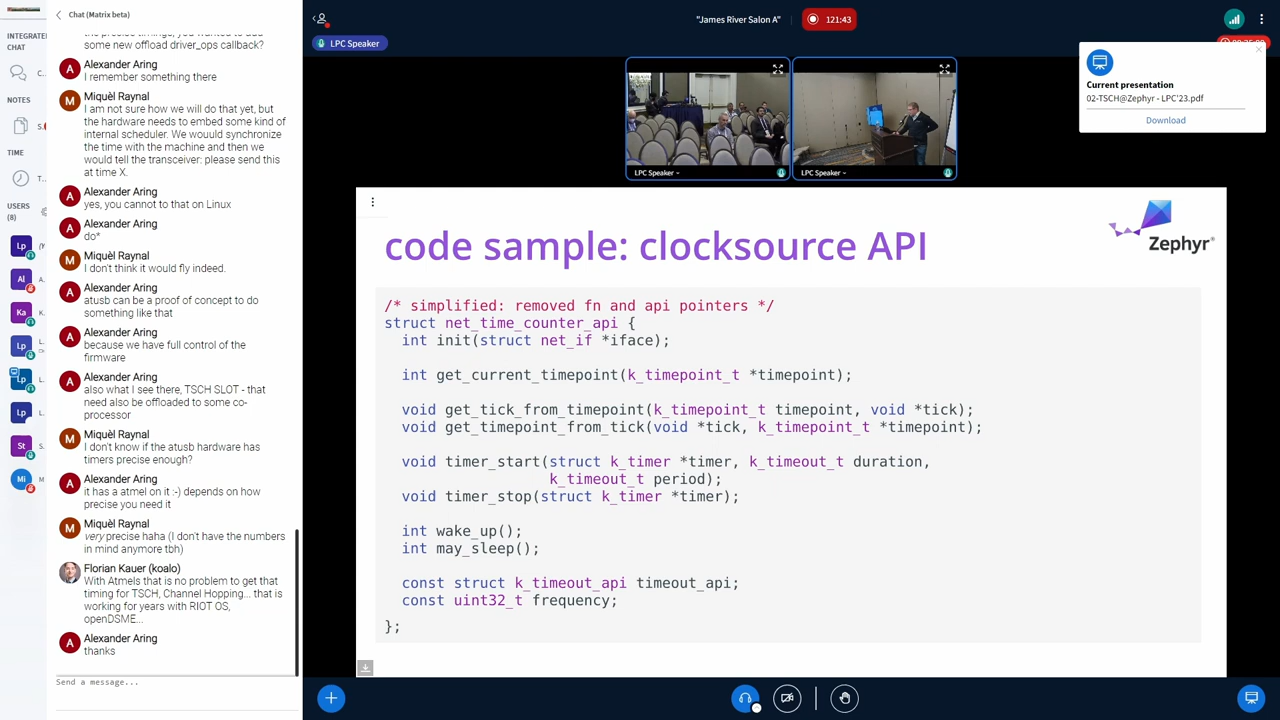 Chat (Matrix beta)
some new offload driver_ops callback?
Alexander Aring
I remember something there
Miquèl Raynal
I am not sure how we will do that yet, but
the hardware needs to embed some kind of
internal scheduler. We wouuld synchronize
the time with the machine and then we
would tell the transceiver: please send this
at time X.
Alexander Aring
yes, you cannot to that on Linux
Alexander Aring
do*
Miquèl Raynal
I don't think it would fly indeed.
Alexander Aring
atusb can be a proof of concept to do
something like that
Alexander Aring
because we have full control of the
firmware
Alexander Aring
also what I see there, TSCH SLOT - that
need also be offloaded to some co-
processor
Miquèl Raynal
I don't know if the atusb hardware has
timers precise enough?
Alexander Aring
it has a atmel on it :-) depends on how
precise you need it
Miquèl Raynal
very precise haha (I don't have the numbers
in mind anymore tbh)
Florian Kauer (koalo)
With Atmels that is no problem to get that
timing for TSCH, Channel Hopping... that is
working for years with RIOT OS,
openDSME...
Alexander Aring
thanks
Send a message...
CHAT
C..
NOTES
S.
TIME
T..
USERS
(8)
Lp
Al
Ka
Lp
Lp
Lp
St
Mi
"James River Salon A"
121:43
LPC Speaker
LPC Speaker
LPC Speaker
Current presentation
02-TSCH@Zephyr - LPC'23.pdf
Download
code sample: clocksource API
Zephyr®
/* simplified: removed fn and api pointers */
struct net_time_counter_api {
int init(struct net_if *iface);
int get_current_timepoint(k_timepoint_t *timepoint);
void get_tick_from_timepoint(k_timepoint_t timepoint, void *tick);
void get_timepoint_from_tick(void *tick, k_timepoint_t *timepoint);
void timer_start(struct k_timer *timer, k_timeout_t duration,
k_timeout_t period);
void timer_stop(struct k_timer *timer);
int wake_up();
int may_sleep();
const struct k_timeout_api timeout_api;
const uint32_t frequency;
};